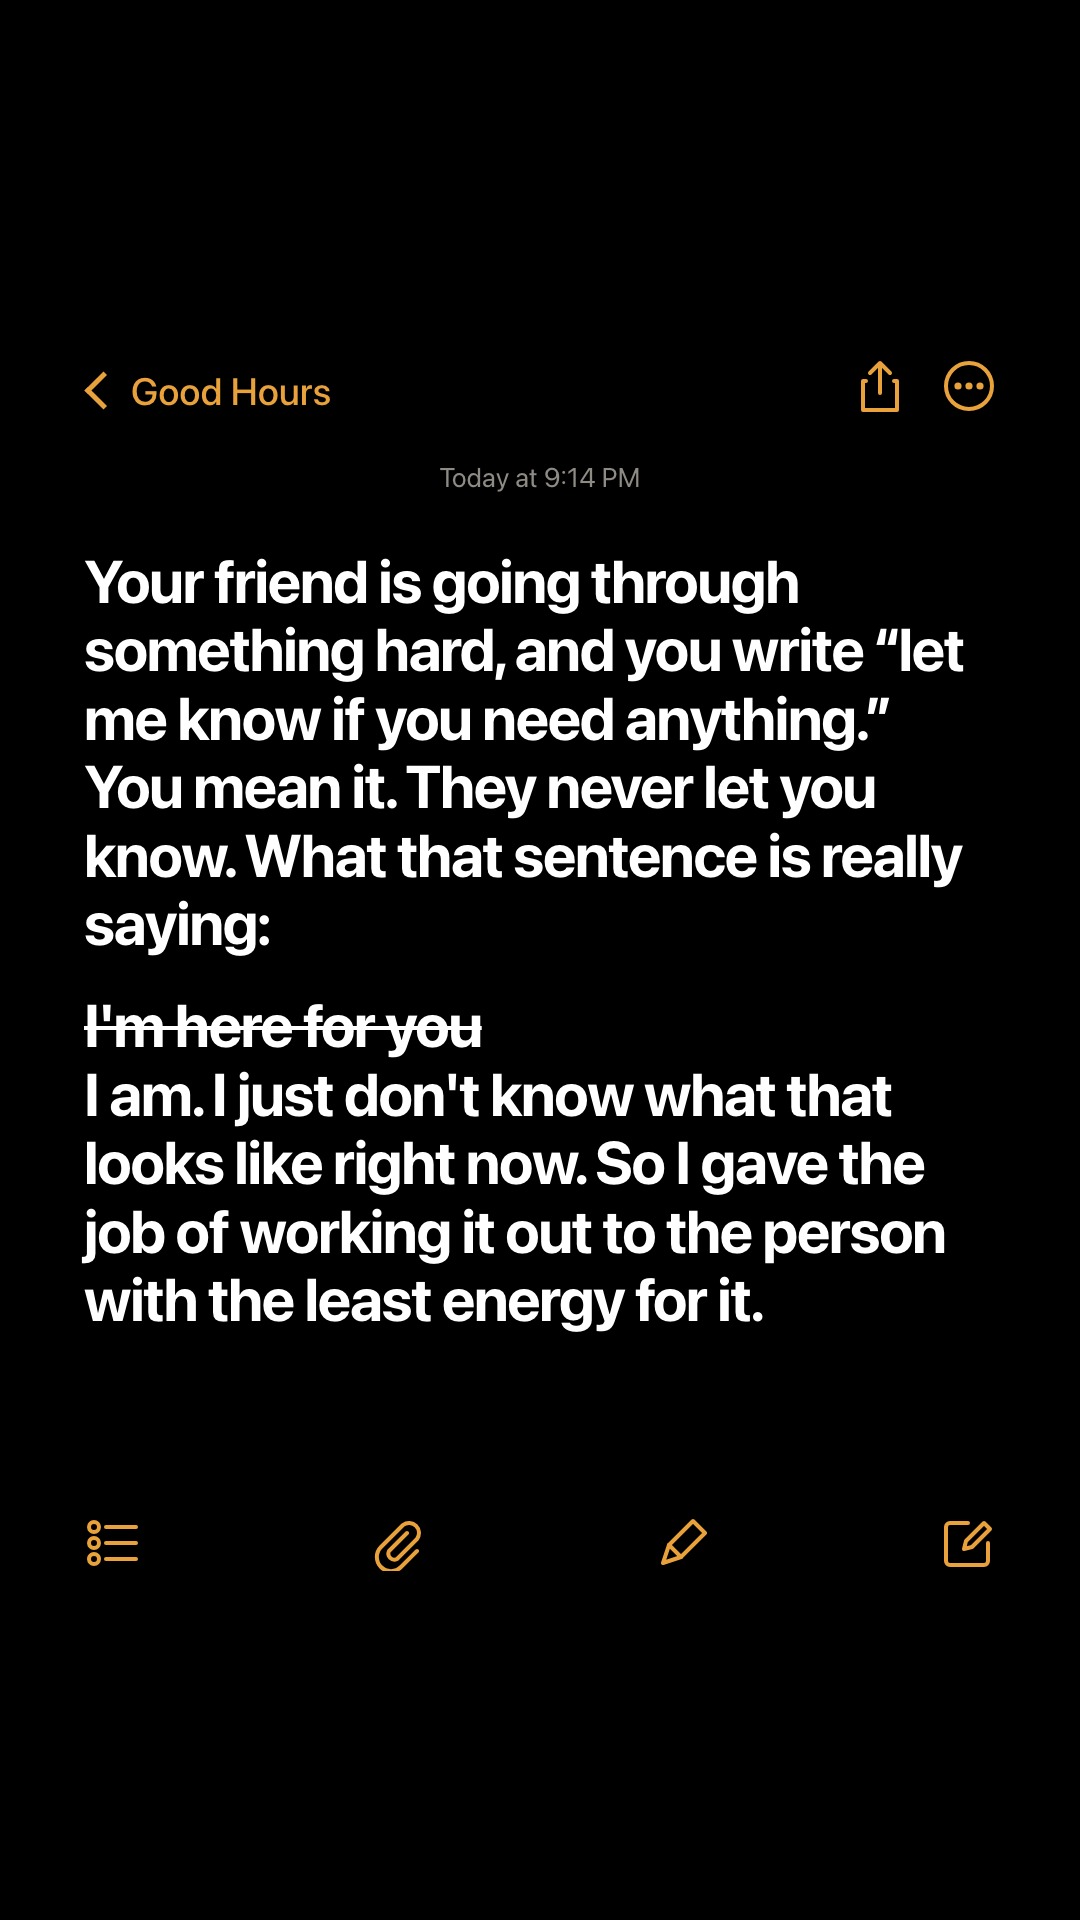 Good Hours
Today at 9:14 PM
Your friend is going through
something hard, and you write “let
me know if you need anything.”
You mean it. They never let you
know. What that sentence is really
saying:
I'm here for you
I am. I just don't know what that
looks like right now. So I gave the
job of working it out to the person
with the least energy for it.